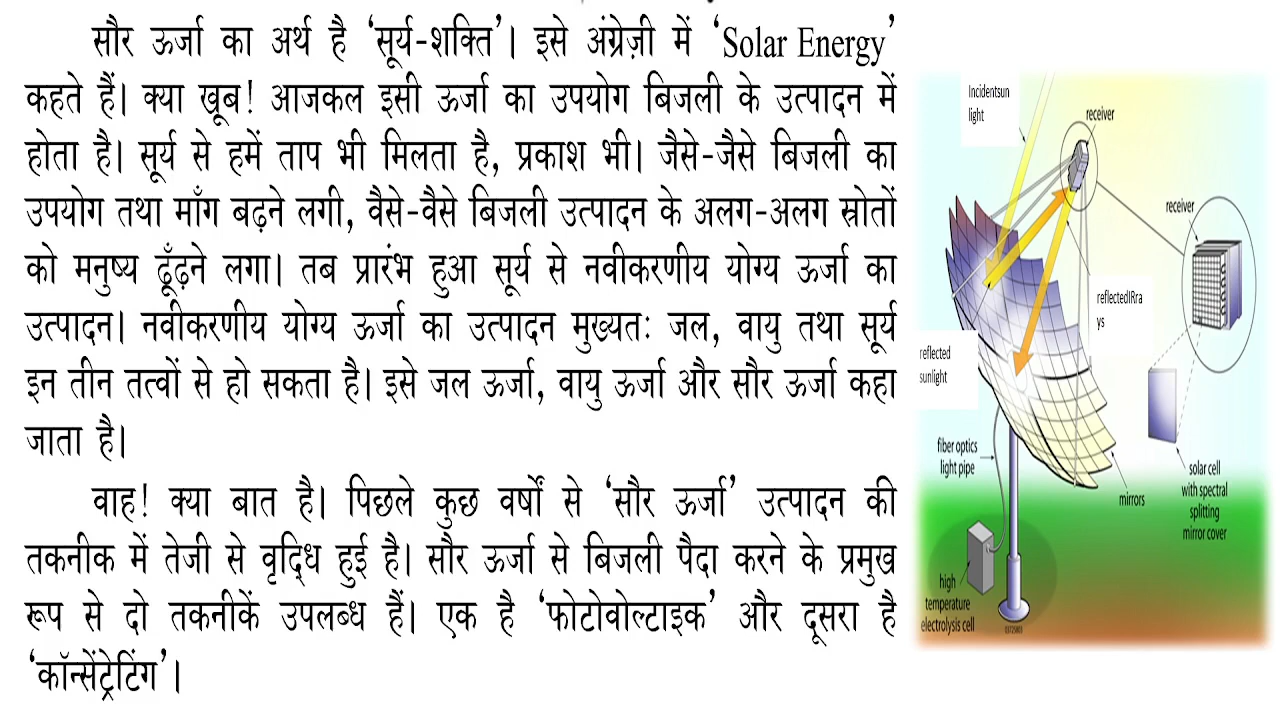 सौर ऊर्जा का अर्थ है ‘सूर्य-शक्ति’। इसे अंग्रेज़ी में ‘Solar Energy’
कहते हैं। क्या खूब! आजकल इसी ऊर्जा का उपयोग बिजली के उत्पादन में
होता है। सूर्य से हमें ताप भी मिलता है, प्रकाश भी। जैसे-जैसे बिजली का
उपयोग तथा माँग बढ़ने लगी, वैसे-वैसे बिजली उत्पादन के अलग-अलग स्रोतों
को मनुष्य ढूँढ़ने लगा। तब प्रारंभ हुआ सूर्य से नवीकरणीय योग्य ऊर्जा का
उत्पादन। नवीकरणीय योग्य ऊर्जा का उत्पादन मुख्यतः जल, वायु तथा सूर्य
इन तीन तत्वों से हो सकता है। इसे जल ऊर्जा, वायु ऊर्जा और सौर ऊर्जा कहा
जाता है।
वाह! क्या बात है। पिछले कुछ वर्षों से ‘सौर ऊर्जा’ उत्पादन की
तकनीक में तेजी से वृद्धि हुई है। सौर ऊर्जा से बिजली पैदा करने के प्रमुख
रूप से दो तकनीकें उपलब्ध हैं। एक है ‘फोटोवोल्टाइक’ और दूसरा है
‘कॉन्सेंट्रेटिंग’।
Incidentsun
light
receiver
receiver
reflectedIRra
ys
reflected
sunlight
fiber optics
light pipe
mirrors
solar cell
with spectral
splitting
mirror cover
high
temperature
electrolysis cell